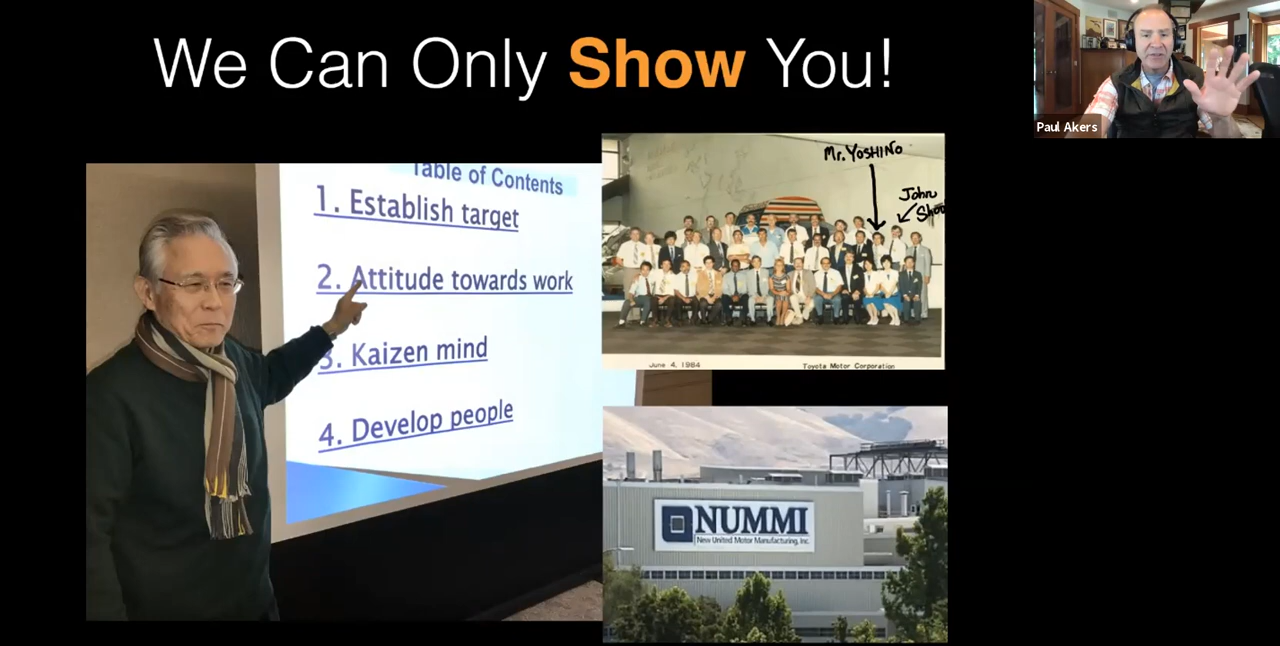 We Can Only Show You!
Paul Akers
Table of Contents
1. Establish target
2. Attitude towards work
3. Kaizen mind
4. Develop people
Mr. YOSHINO
John
June 4, 1984
Toyota Motor Corporation
NUMMI
New United Motor Manufacturing, Inc.